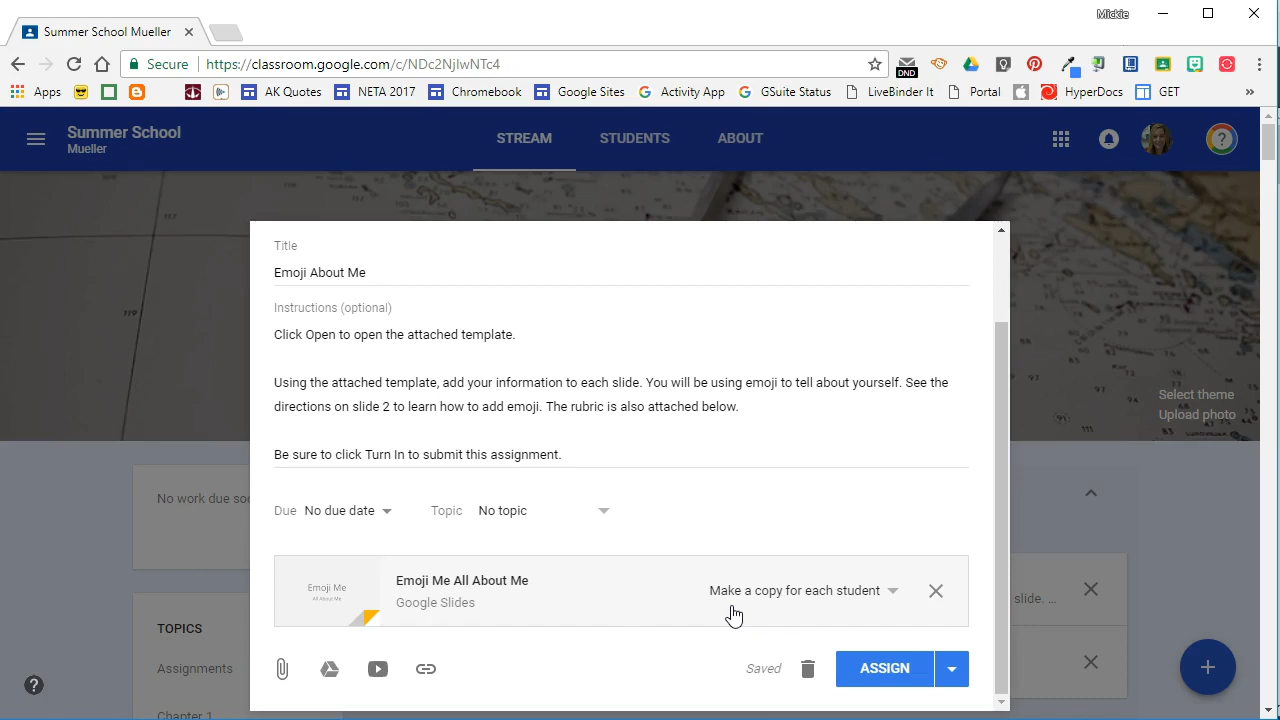 Mickie
Summer School Mueller
Secure https://classroom.google.com/c/NDc2NjIwNTc4
DND
Apps AK Quotes NETA 2017 Chromebook Google Sites Activity App GSuite Status LiveBinder It Portal HyperDocs GET »
Summer School
Mueller
STREAM STUDENTS ABOUT
Title
Emoji About Me
Instructions (optional)
Click Open to open the attached template.
Using the attached template, add your information to each slide. You will be using emoji to tell about yourself. See the
directions on slide 2 to learn how to add emoji. The rubric is also attached below.
Be sure to click Turn In to submit this assignment.
Select theme
Upload photo
No work due soo
Due No due date Topic No topic
Emoji Me
All About Me
Emoji Me All About Me
Google Slides
Make a copy for each student
slide. ...
TOPICS
Assignments
Chapter 1
Saved
ASSIGN